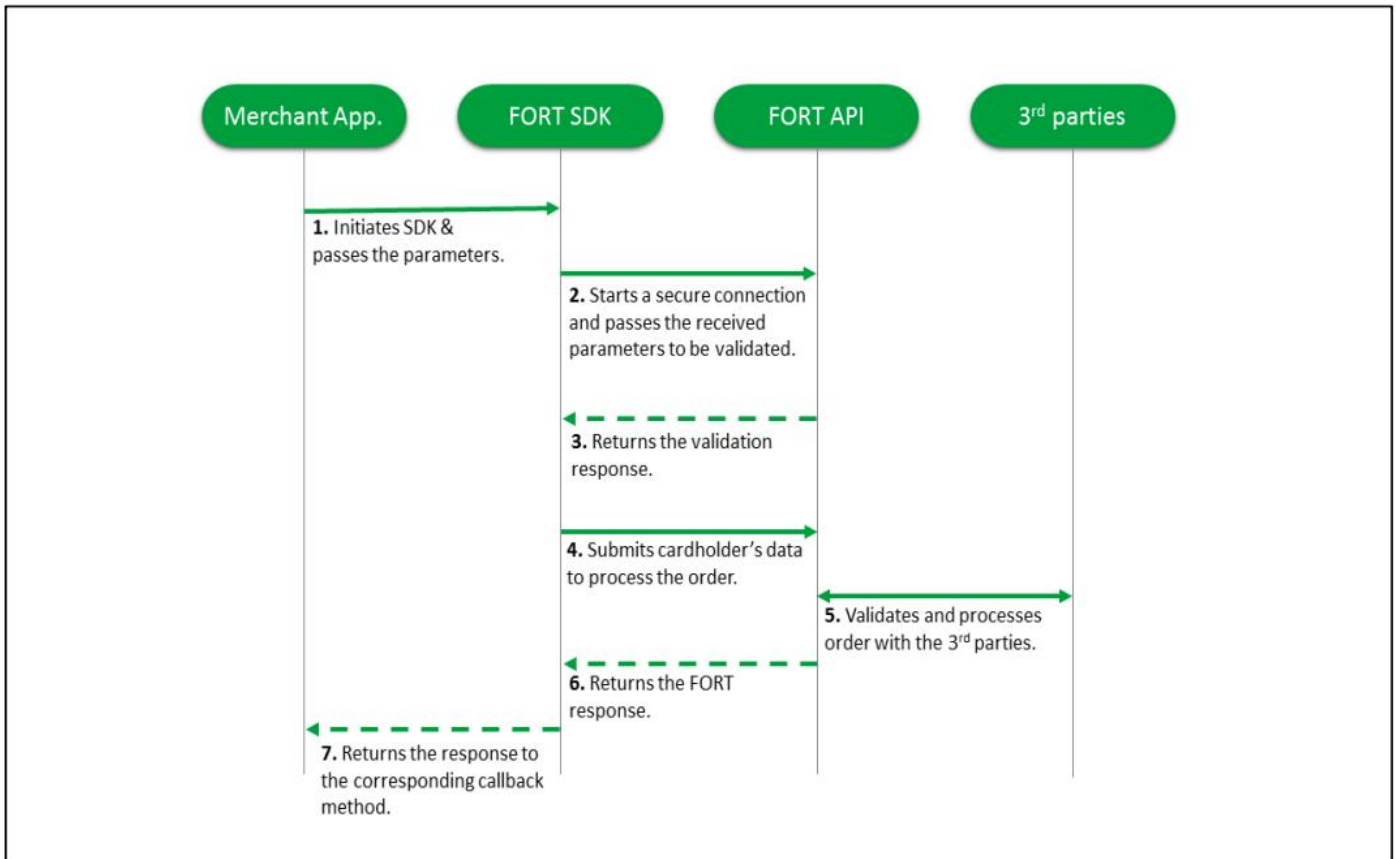 Merchant App.
FORT SDK
FORT API
3rd parties
1. Initiates SDK &
passes the parameters.
2. Starts a secure connection
and passes the received
parameters to be validated.
3. Returns the validation
response.
4. Submits cardholder’s data
to process the order.
5. Validates and processes
order with the 3rd parties.
6. Returns the FORT
response.
7. Returns the response to
the corresponding callback
method.